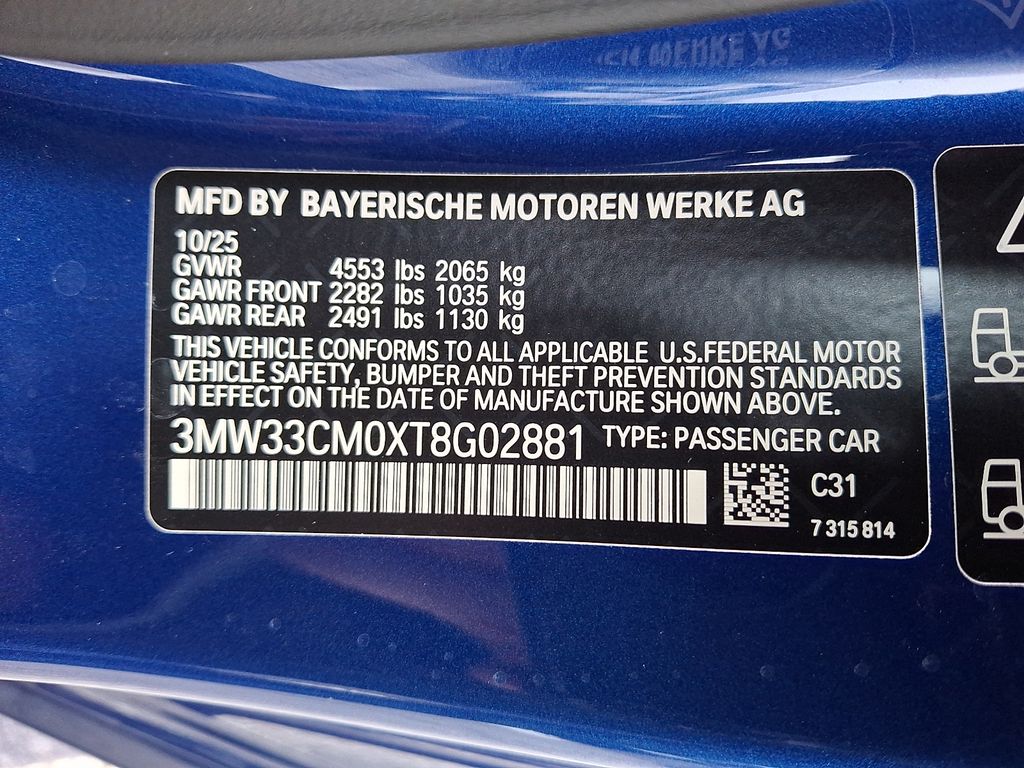 MFD BY BAYERISCHE MOTOREN WERKE AG
10/25
GVWR 4553 lbs 2065 kg
GAWR FRONT 2282 lbs 1035 kg
GAWR REAR 2491 lbs 1130 kg
THIS VEHICLE CONFORMS TO ALL APPLICABLE U.S.FEDERAL MOTOR
VEHICLE SAFETY, BUMPER AND THEFT PREVENTION STANDARDS
IN EFFECT ON THE DATE OF MANUFACTURE SHOWN ABOVE.
3MW33CM0XT8G02881 TYPE: PASSENGER CAR
C31
7 315 814